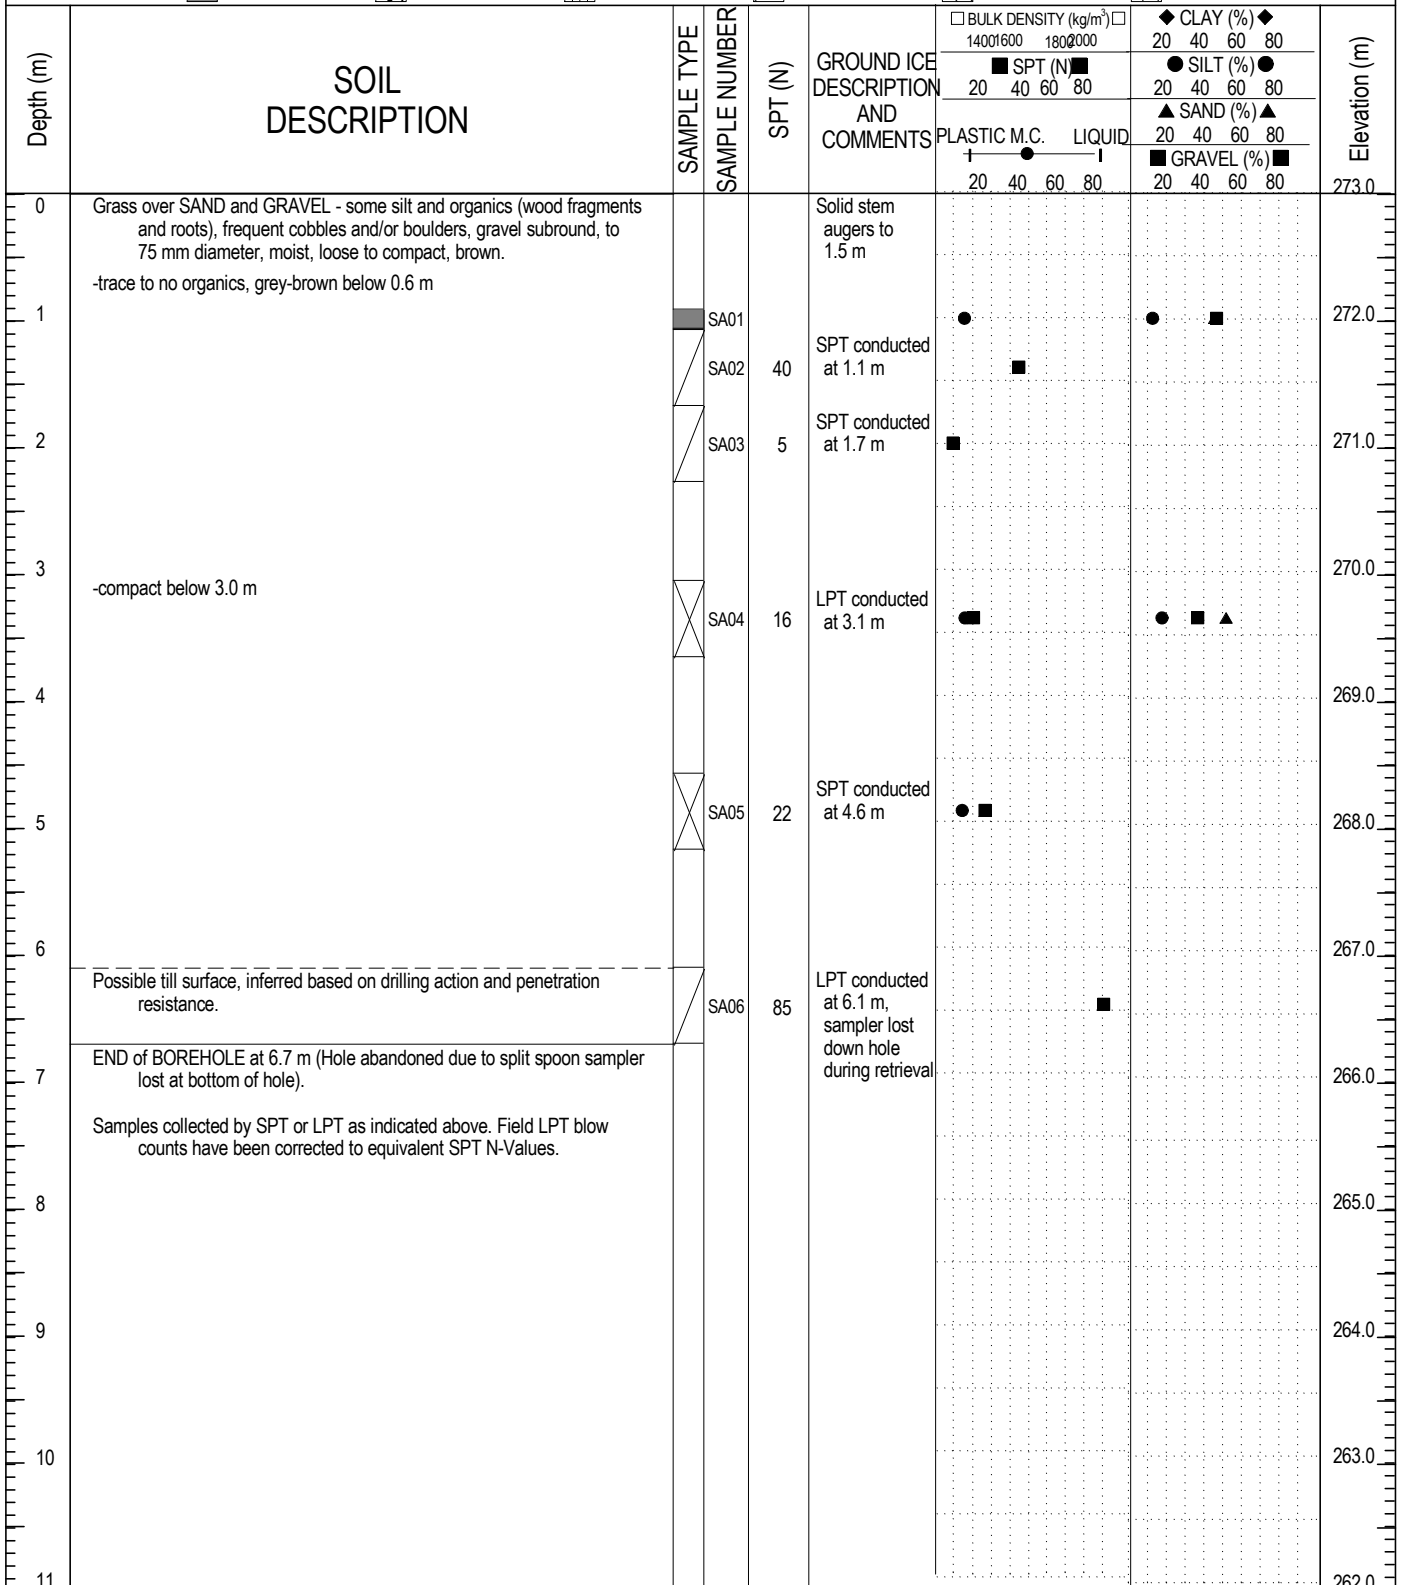 Depth (m)
SOIL
DESCRIPTION
SAMPLE TYPE
SAMPLE NUMBER
SPT (N)
GROUND ICE
DESCRIPTION
AND
COMMENTS
□ BULK DENSITY (kg/m³) □
1400 1600 1800 2000
■ SPT (N) ■
20 40 60 80
PLASTIC M.C. LIQUID
20 40 60 80
◆ CLAY (%) ◆
20 40 60 80
● SILT (%) ●
20 40 60 80
▲ SAND (%) ▲
20 40 60 80
■ GRAVEL (%) ■
20 40 60 80
Elevation (m)
273.0
0
Grass over SAND and GRAVEL - some silt and organics (wood fragments
and roots), frequent cobbles and/or boulders, gravel subround, to
75 mm diameter, moist, loose to compact, brown.
-trace to no organics, grey-brown below 0.6 m
Solid stem
augers to
1.5 m
1
SA01
272.0
SA02
40
SPT conducted
at 1.1 m
2
SA03
5
SPT conducted
at 1.7 m
271.0
3
-compact below 3.0 m
270.0
SA04
16
LPT conducted
at 3.1 m
4
269.0
SA05
22
SPT conducted
at 4.6 m
5
268.0
6
267.0
Possible till surface, inferred based on drilling action and penetration
resistance.
SA06
85
LPT conducted
at 6.1 m,
sampler lost
down hole
during retrieval
END of BOREHOLE at 6.7 m (Hole abandoned due to split spoon sampler
lost at bottom of hole).
7
266.0
Samples collected by SPT or LPT as indicated above. Field LPT blow
counts have been corrected to equivalent SPT N-Values.
8
265.0
9
264.0
10
263.0
11
262.0